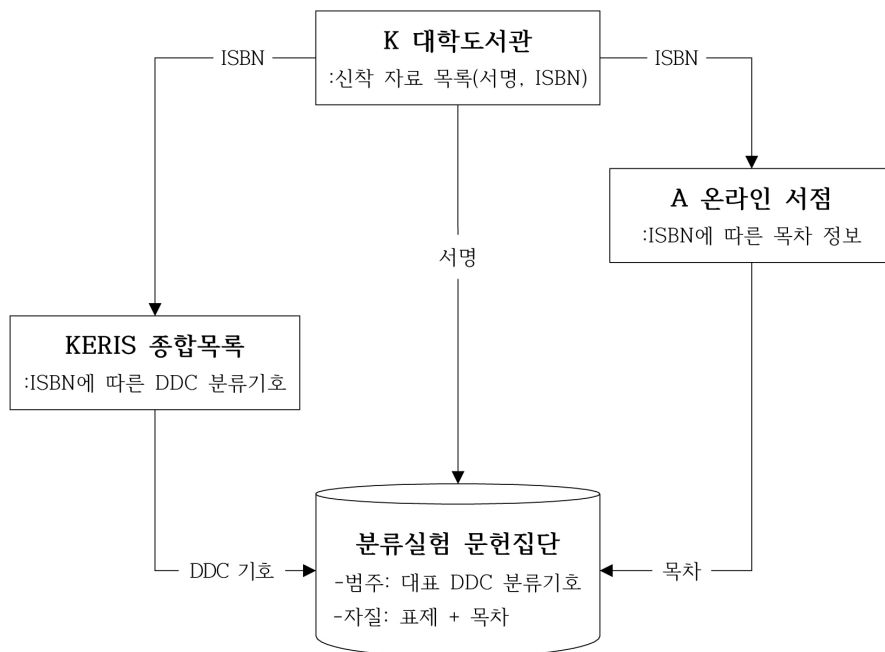 K 대학도서관
:신착 자료 목록(서명, ISBN)
ISBN
ISBN
A 온라인 서점
:ISBN에 따른 목차 정보
서명
KERIS 종합목록
:ISBN에 따른 DDC 분류기호
분류실험 문헌집단
-범주: 대표 DDC 분류기호
-자질: 표제 + 목차
DDC 기호
목차